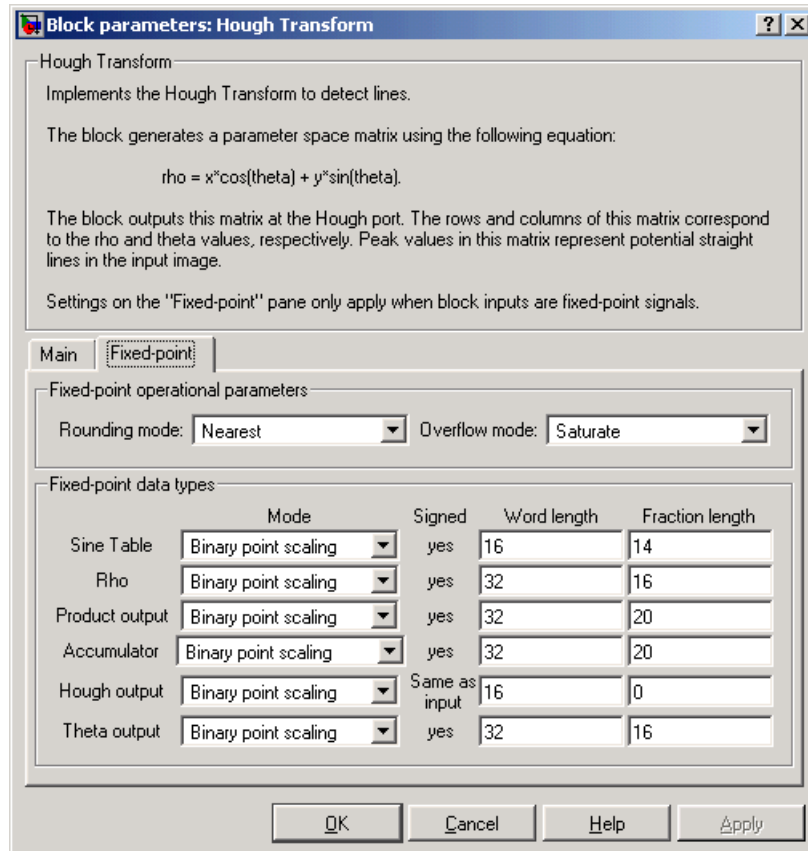 Block parameters: Hough Transform
Hough Transform
Implements the Hough Transform to detect lines.
The block generates a parameter space matrix using the following equation:
rho = x*cos(theta) + y*sin(theta).
The block outputs this matrix at the Hough port. The rows and columns of this matrix correspond
to the rho and theta values, respectively. Peak values in this matrix represent potential straight
lines in the input image.
Settings on the "Fixed-point" pane only apply when block inputs are fixed-point signals.
Main Fixed-point
Fixed-point operational parameters
Rounding mode: Nearest Overflow mode: Saturate
Fixed-point data types
Mode Signed Word length Fraction length
Sine Table Binary point scaling yes 16 14
Rho Binary point scaling yes 32 16
Product output Binary point scaling yes 32 20
Accumulator Binary point scaling yes 32 20
Hough output Binary point scaling Same as input 16 0
Theta output Binary point scaling yes 32 16
OK Cancel Help Apply